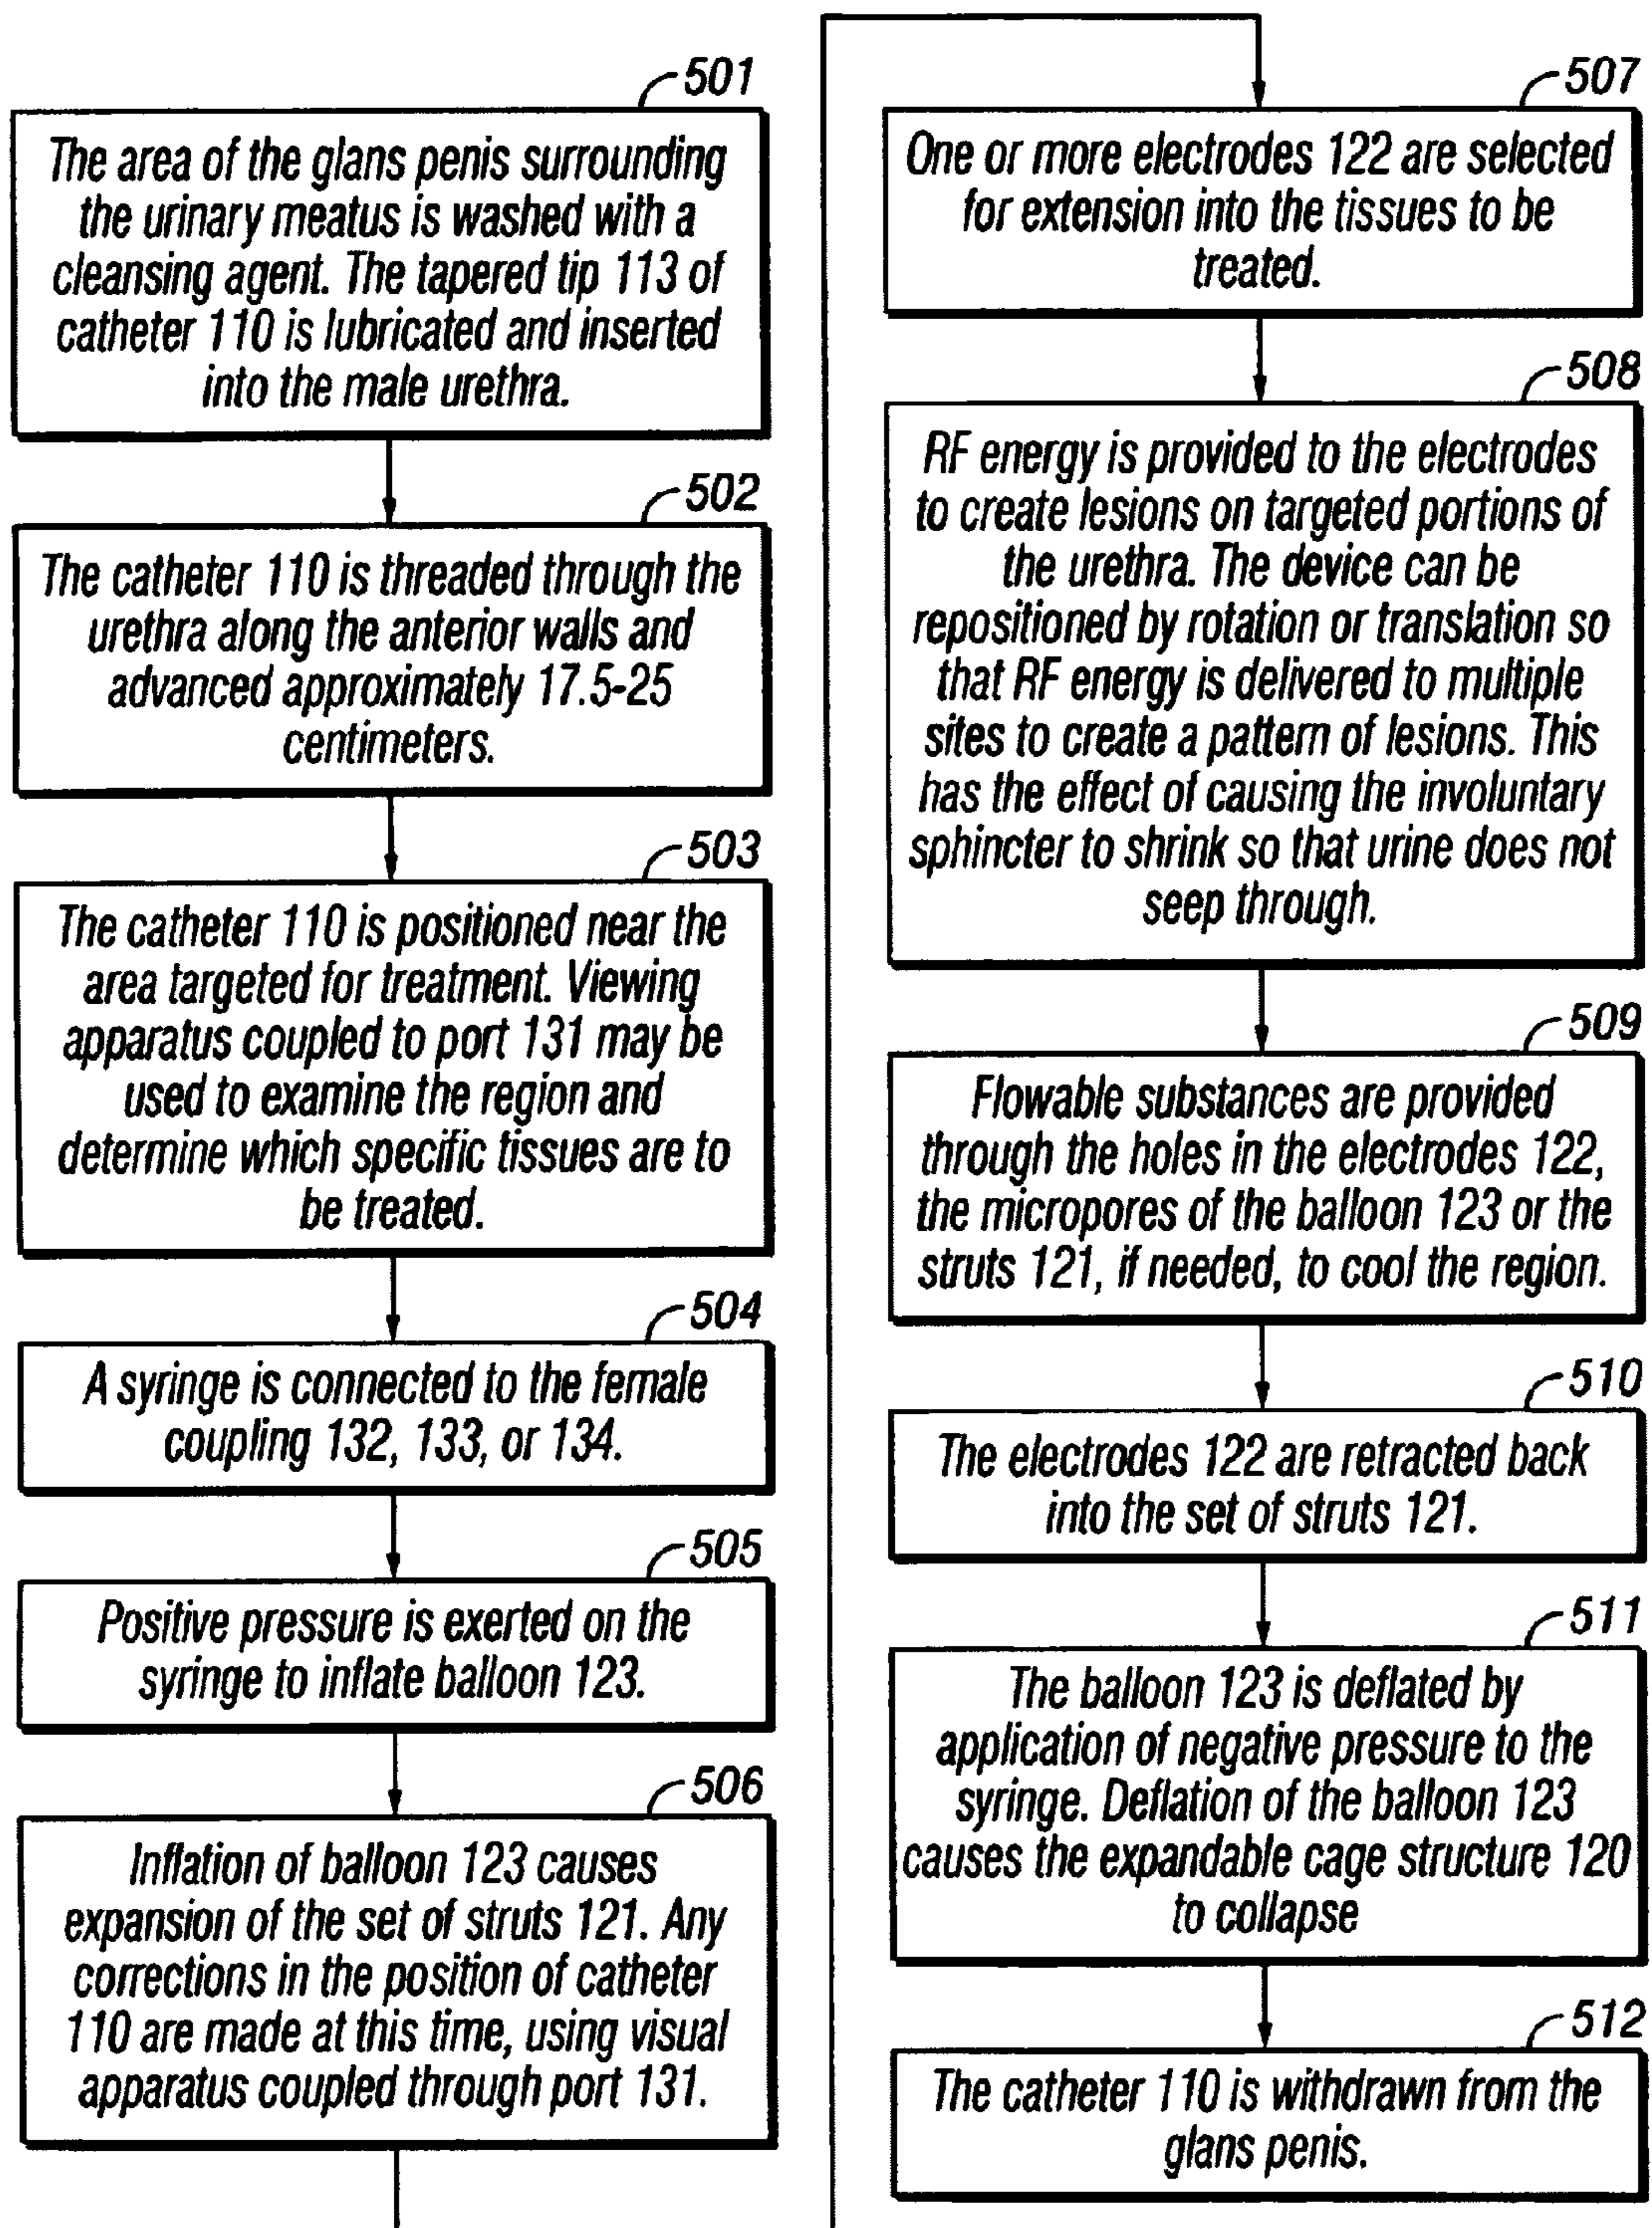 501
The area of the glans penis surrounding
the urinary meatus is washed with a
cleansing agent. The tapered tip 113 of
catheter 110 is lubricated and inserted
into the male urethra.
502
The catheter 110 is threaded through the
urethra along the anterior walls and
advanced approximately 17.5-25
centimeters.
503
The catheter 110 is positioned near the
area targeted for treatment. Viewing
apparatus coupled to port 131 may be
used to examine the region and
determine which specific tissues are to
be treated.
504
A syringe is connected to the female
coupling 132, 133, or 134.
505
Positive pressure is exerted on the
syringe to inflate balloon 123.
506
Inflation of balloon 123 causes
expansion of the set of struts 121. Any
corrections in the position of catheter
110 are made at this time, using visual
apparatus coupled through port 131.
507
One or more electrodes 122 are selected
for extension into the tissues to be
treated.
508
RF energy is provided to the electrodes
to create lesions on targeted portions of
the urethra. The device can be
repositioned by rotation or translation so
that RF energy is delivered to multiple
sites to create a pattern of lesions. This
has the effect of causing the involuntary
sphincter to shrink so that urine does not
seep through.
509
Flowable substances are provided
through the holes in the electrodes 122,
the micropores of the balloon 123 or the
struts 121, if needed, to cool the region.
510
The electrodes 122 are retracted back
into the set of struts 121.
511
The balloon 123 is deflated by
application of negative pressure to the
syringe. Deflation of the balloon 123
causes the expandable cage structure 120
to collapse
512
The catheter 110 is withdrawn from the
glans penis.